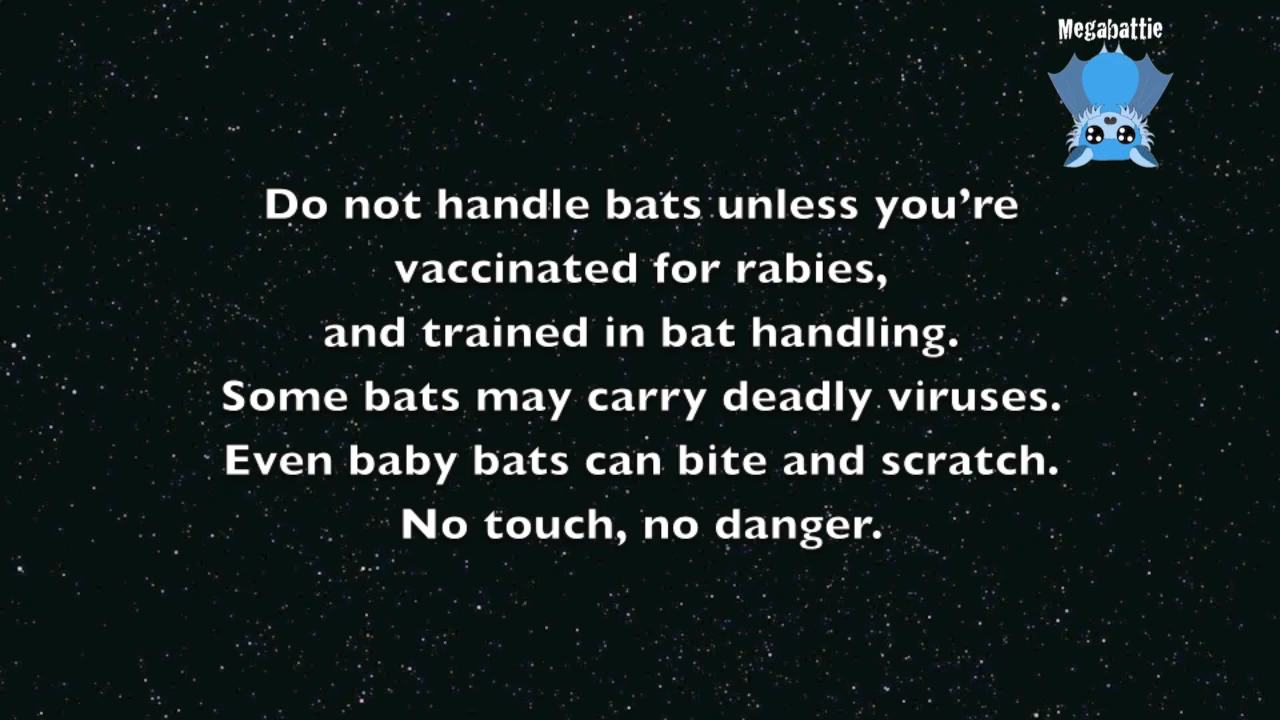 Megabattie
Do not handle bats unless you’re
vaccinated for rabies,
and trained in bat handling.
Some bats may carry deadly viruses.
Even baby bats can bite and scratch.
No touch, no danger.